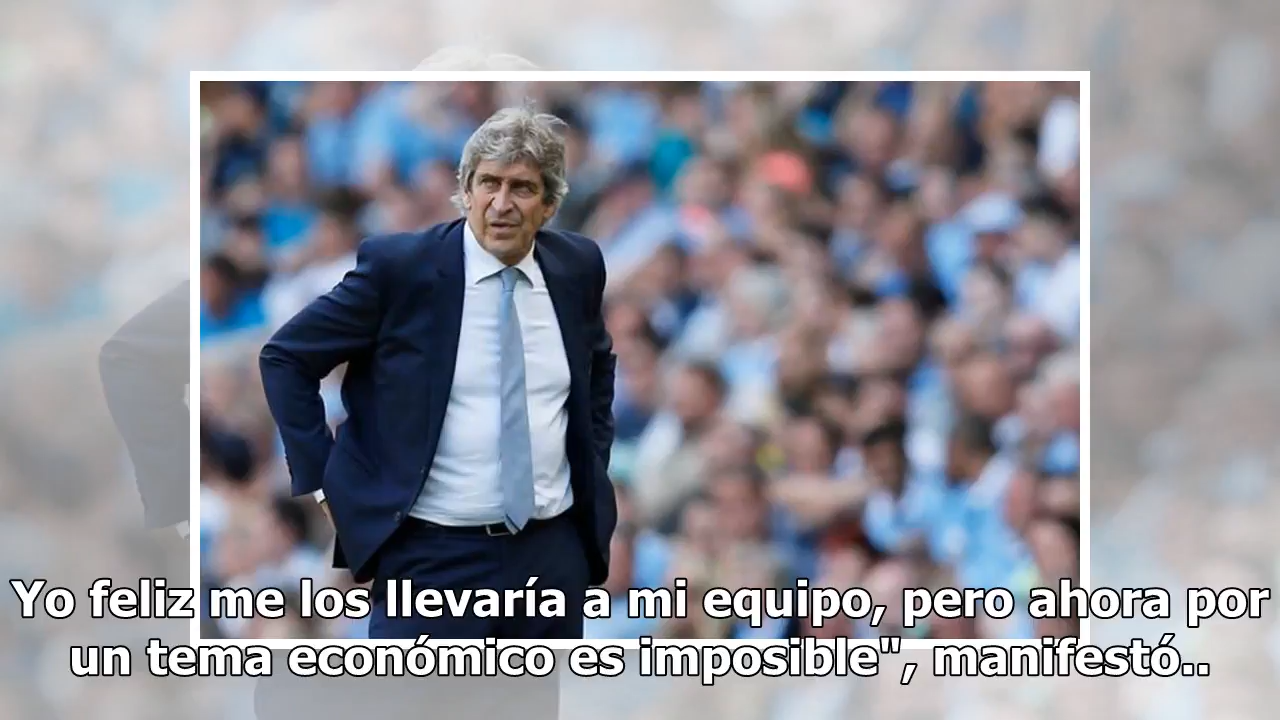 Yo feliz me los llevaría a mi equipo, pero ahora por
un tema económico es imposible", manifestó..